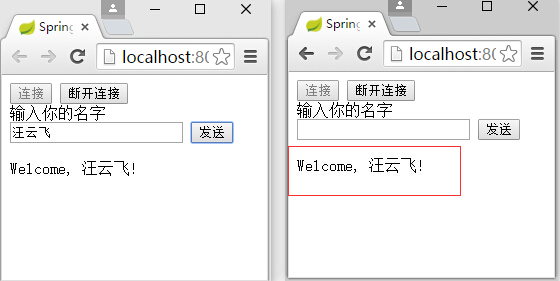 Spring
localhost:80
连接 断开连接
输入你的名字
汪云飞 发送
Welcome, 汪云飞!
Spring
localhost:80
连接 断开连接
输入你的名字
发送
Welcome, 汪云飞!